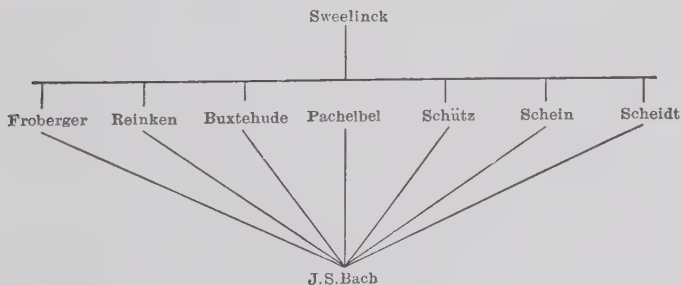 Sweelinck
Froberger Reinken Buxtehude Pachelbel Schütz Schein Scheidt
J.S.Bach